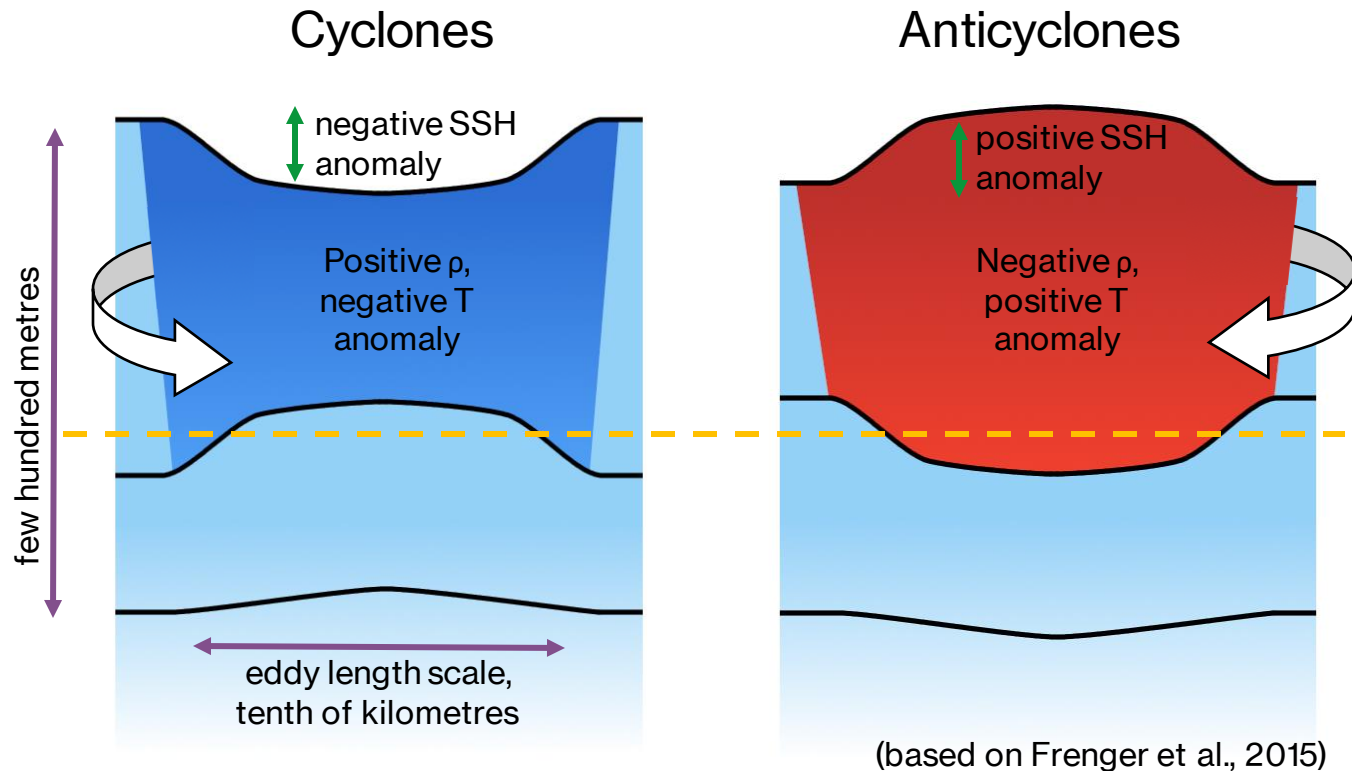 Cyclones
Anticyclones
negative SSH
anomaly
positive SSH
anomaly
Positive ρ,
negative T
anomaly
Negative ρ,
positive T
anomaly
few hundred metres
eddy length scale,
tenth of kilometres
(based on Frenger et al., 2015)